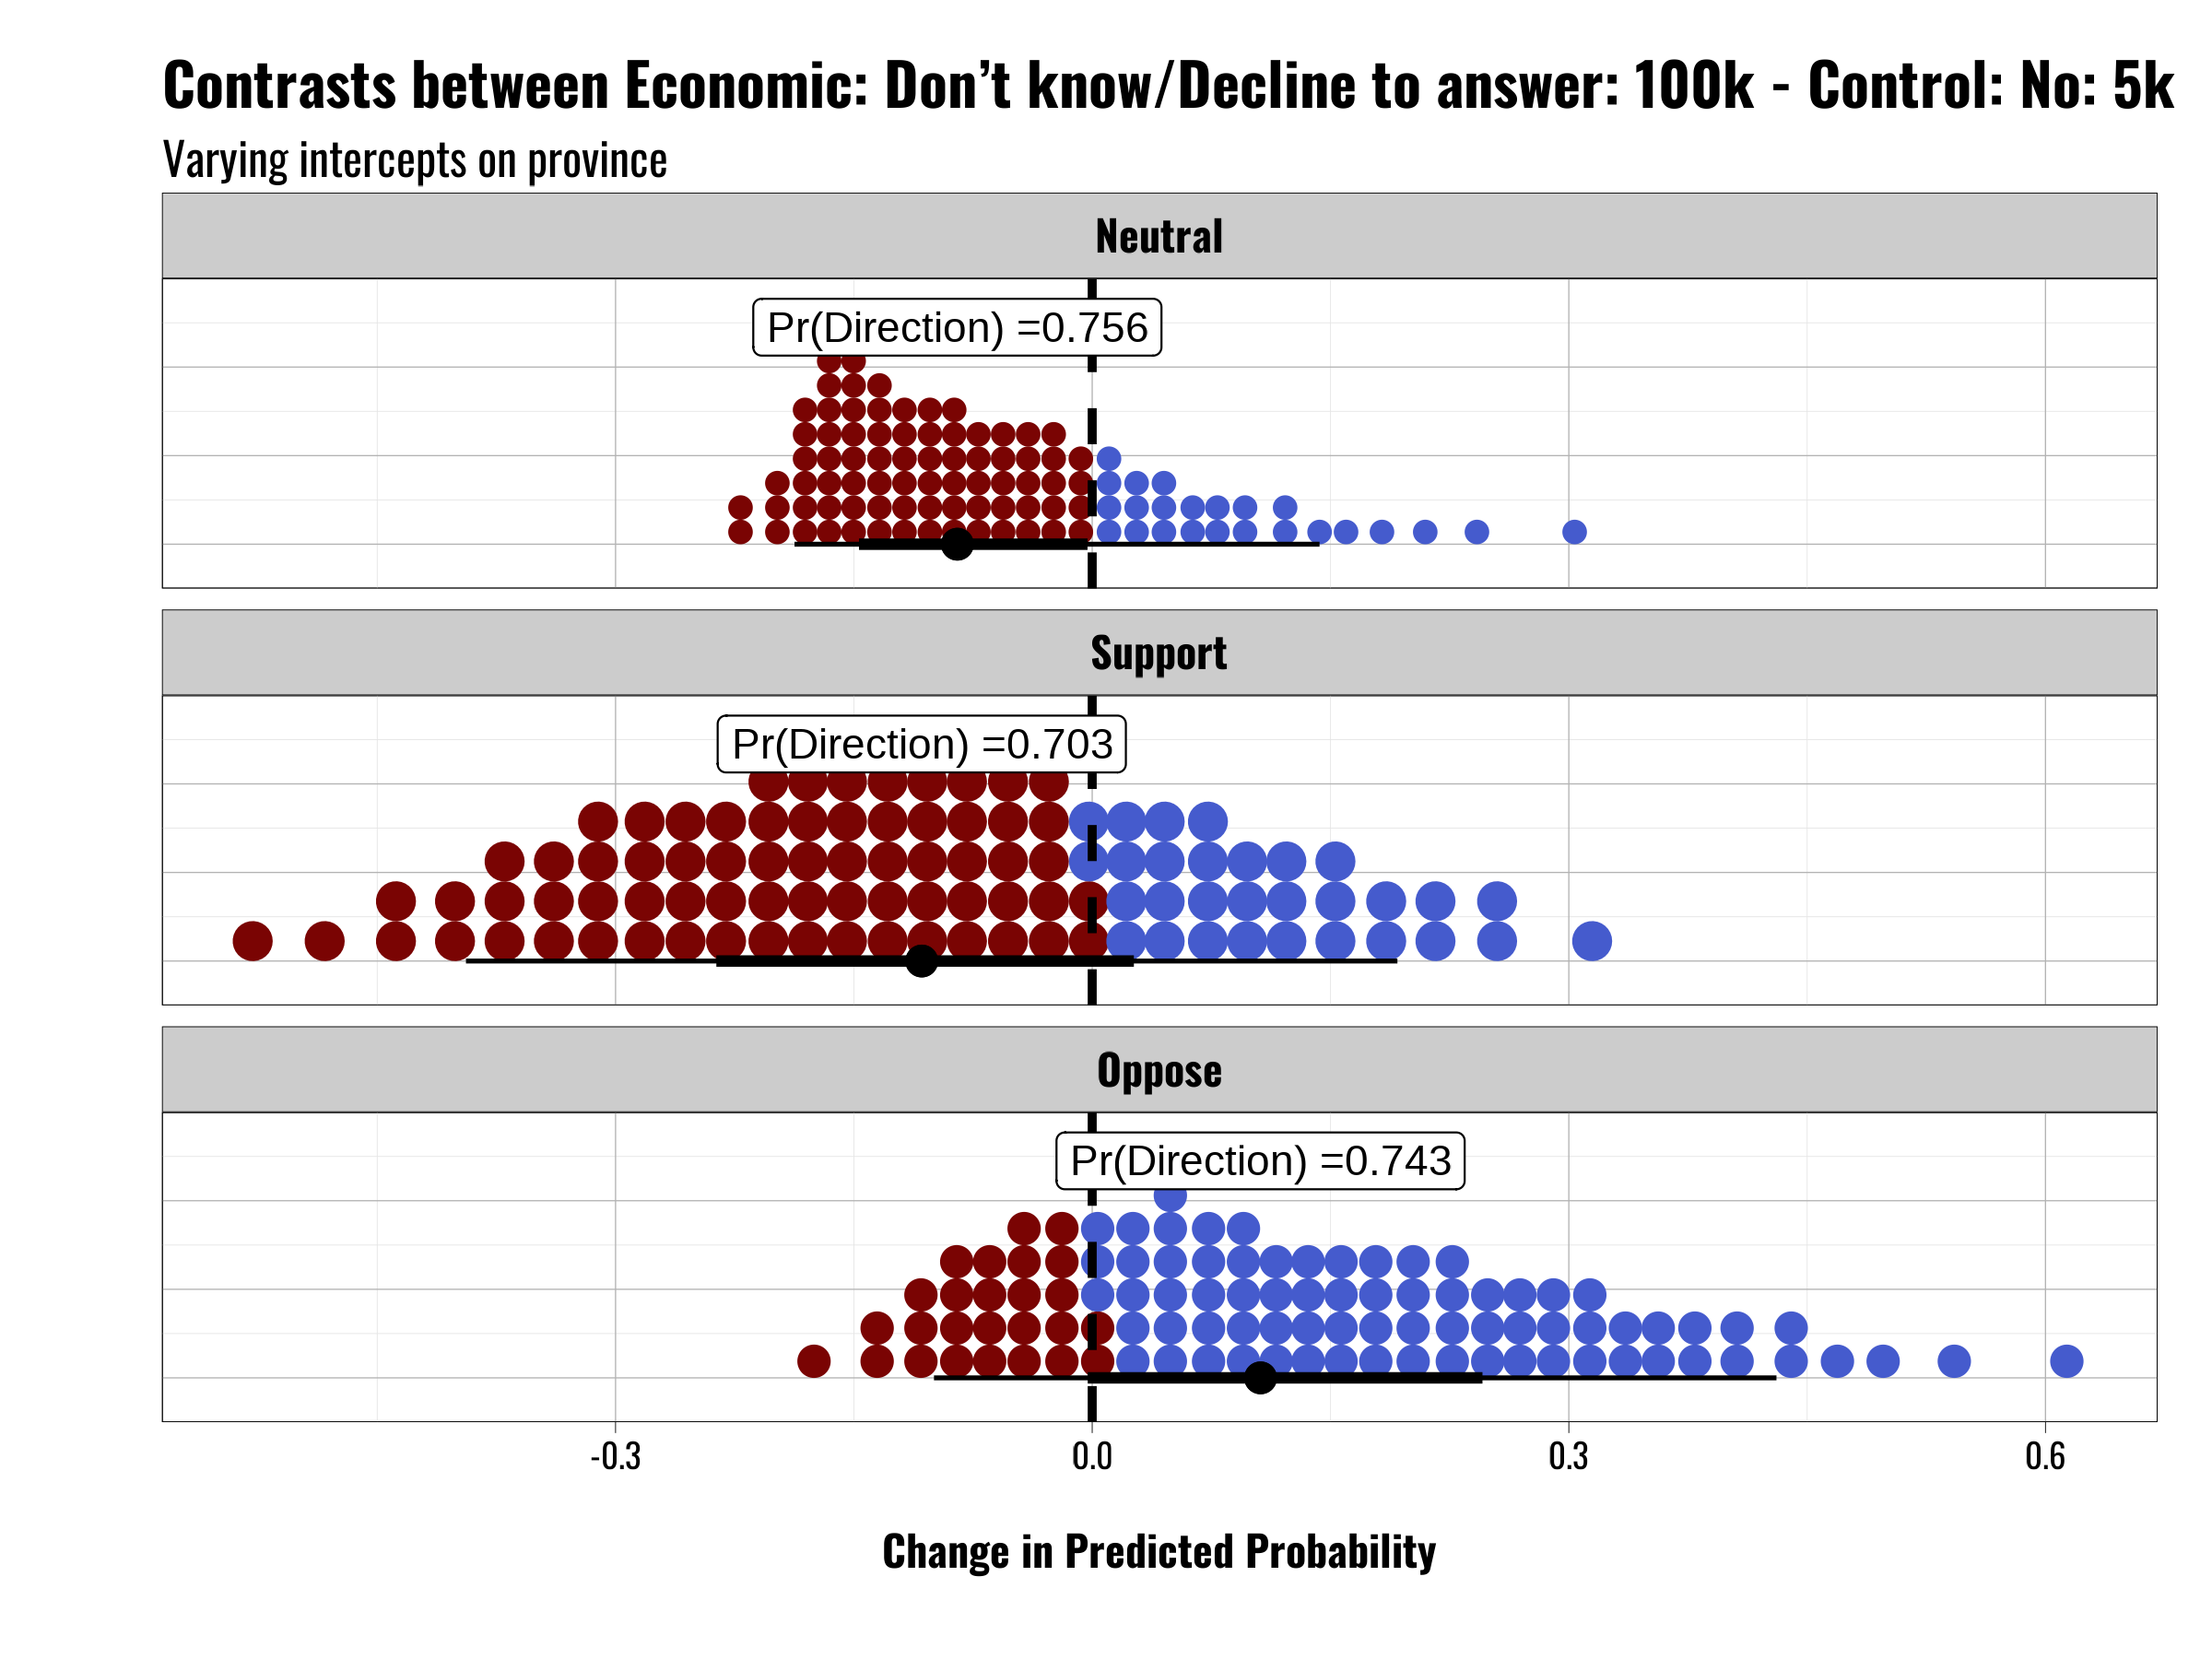 Contrasts between Economic: Don’t know/Decline to answer: 100k - Control: No: 5k
Varying intercepts on province
Neutral
Pr(Direction) =0.756
Support
Pr(Direction) =0.703
Oppose
Pr(Direction) =0.743
-0.3 0.0 0.3 0.6
Change in Predicted Probability